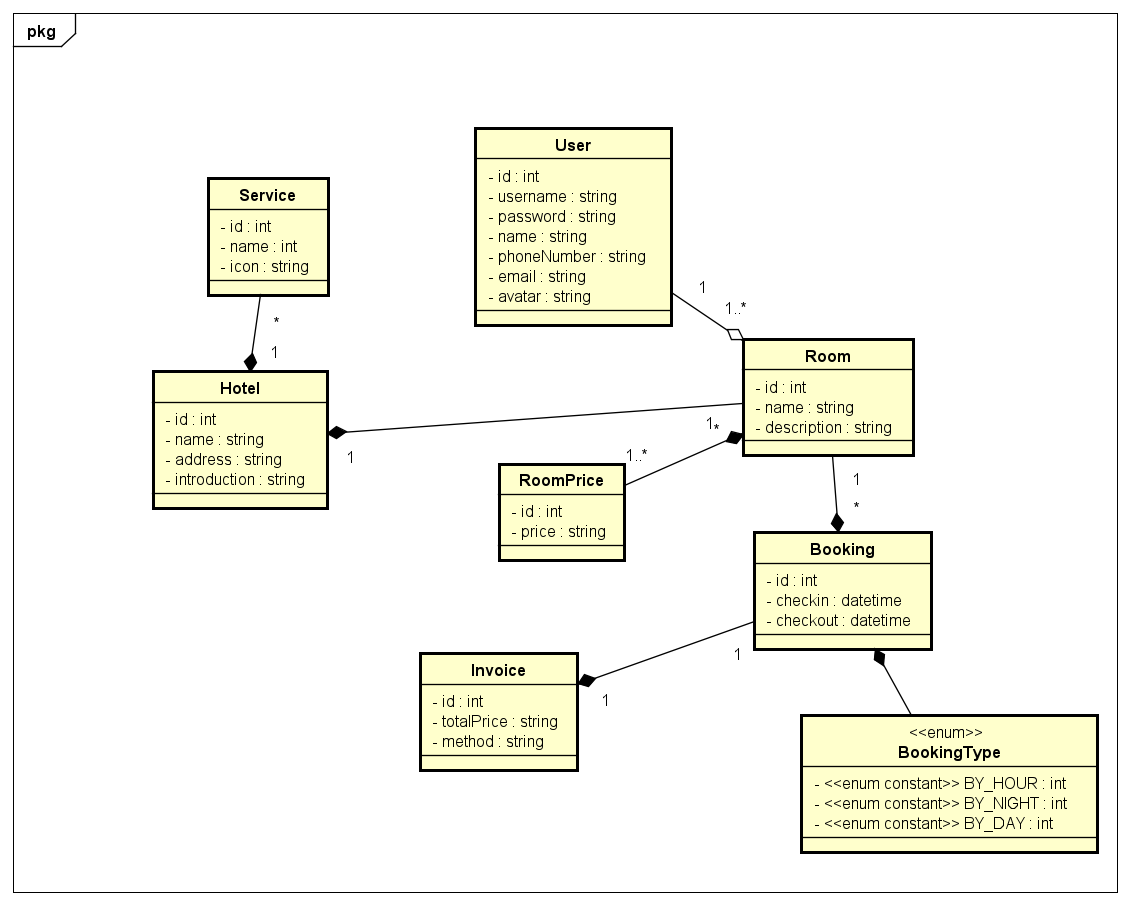 pkg
User
- id : int
- username : string
- password : string
- name : string
- phoneNumber : string
- email : string
- avatar : string
Service
- id : int
- name : int
- icon : string
1
1..*
*
1
Room
- id : int
- name : string
- description : string
Hotel
- id : int
- name : string
- address : string
- introduction : string
1
1
*
1..*
RoomPrice
- id : int
- price : string
1
*
Booking
- id : int
- checkin : datetime
- checkout : datetime
1
1
Invoice
- id : int
- totalPrice : string
- method : string
<<enum>>
BookingType
- <<enum constant>> BY_HOUR : int
- <<enum constant>> BY_NIGHT : int
- <<enum constant>> BY_DAY : int